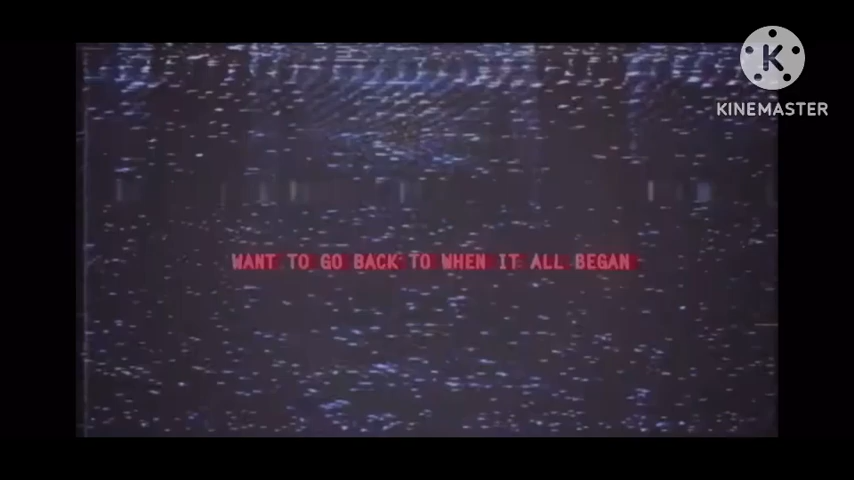 K
KINEMASTER
WANT TO GO BACK TO WHEN IT ALL BEGAN